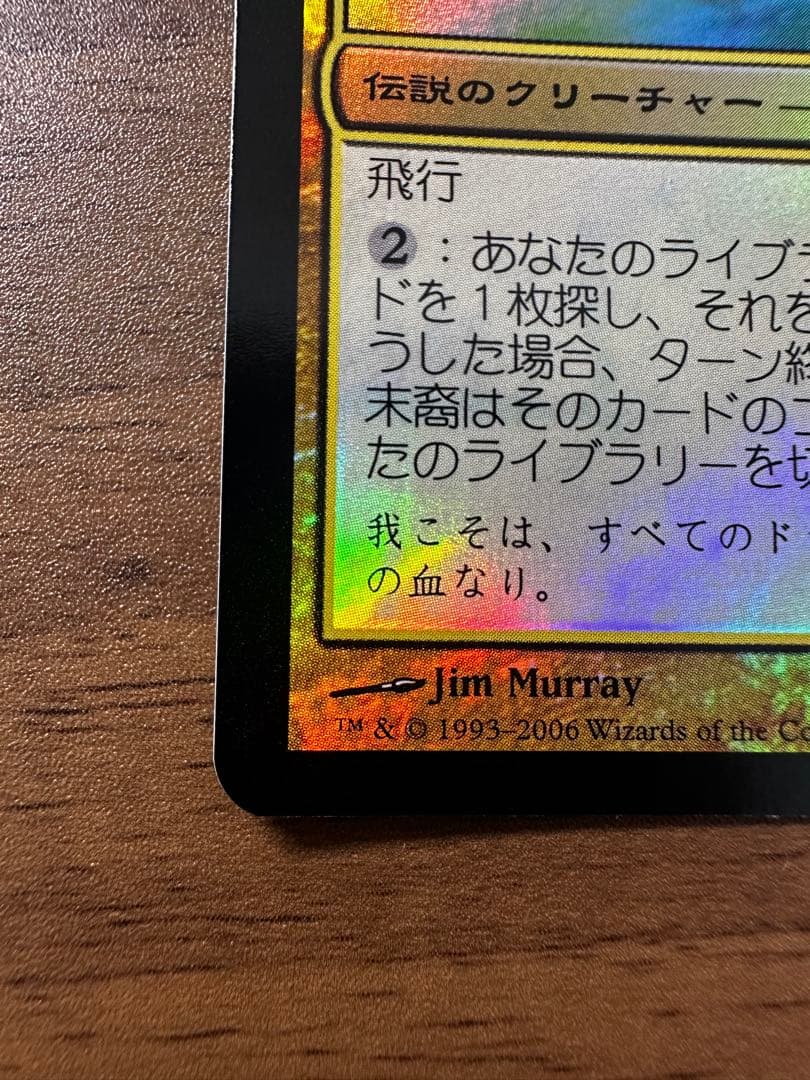 伝説のクリーチャー ―
飛行
2：あなたのライブラ
ドを１枚探し、それを
うした場合、ターン終
末裔はそのカードのコ
たのライブラリーを切
我こそは、すべてのド
の血なり。
Jim Murray
™ & © 1993–2006 Wizards of the Co